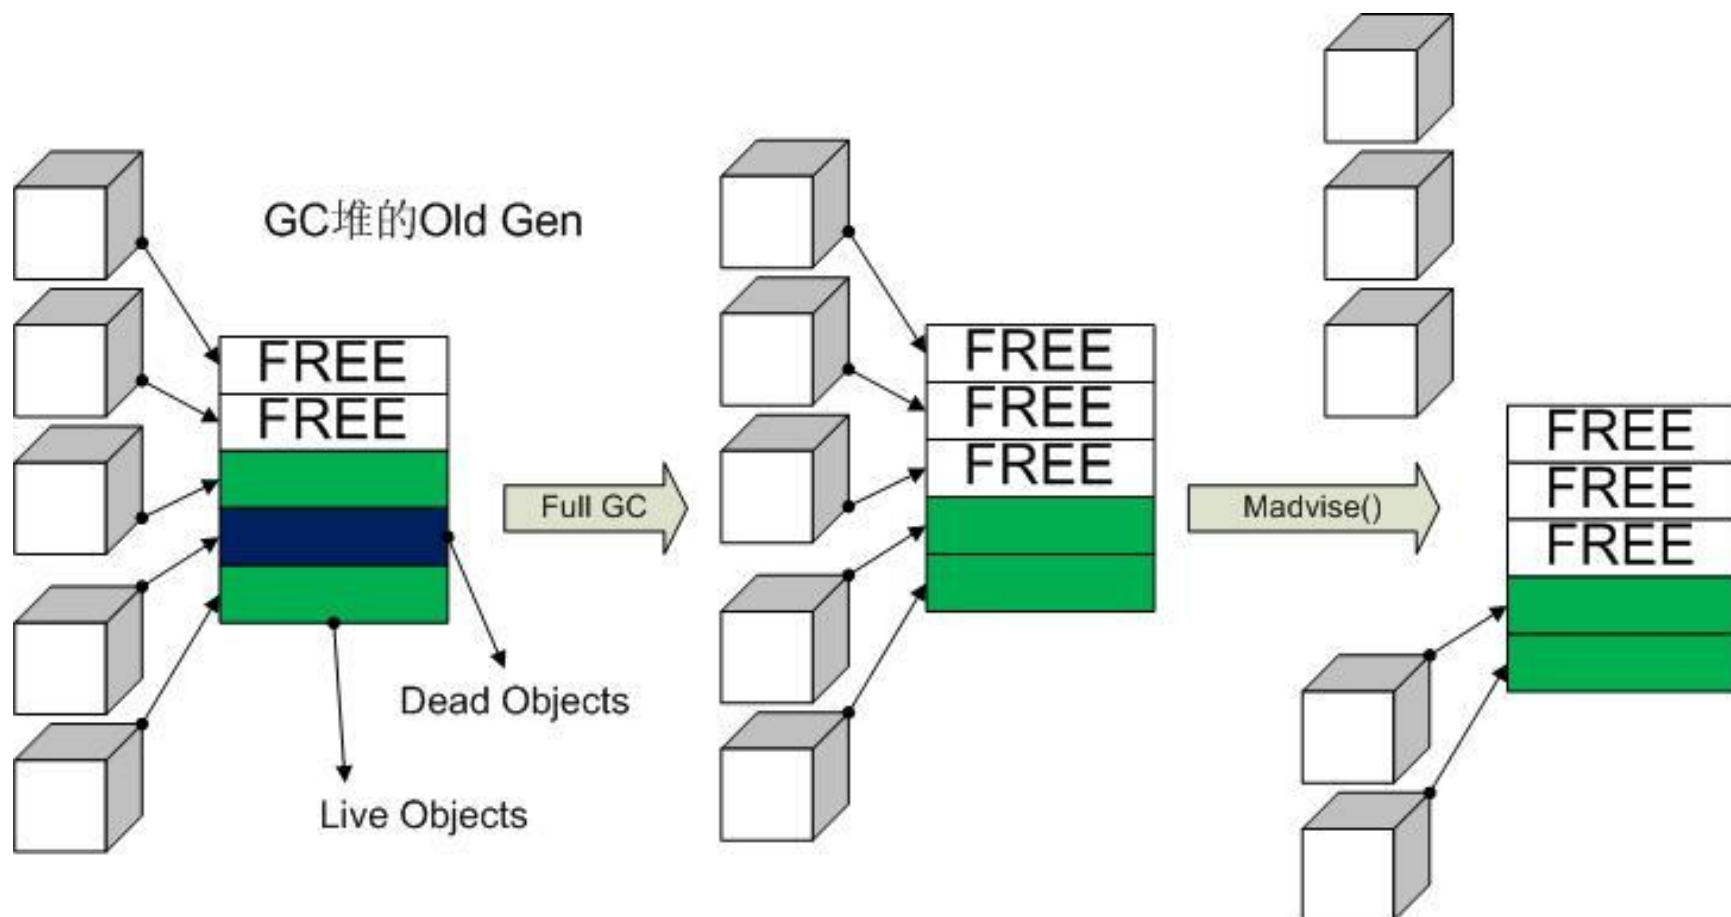 GC堆的Old Gen
FREE
FREE
Full GC
Dead Objects
Live Objects
FREE
FREE
FREE
Madvise()
FREE
FREE
FREE